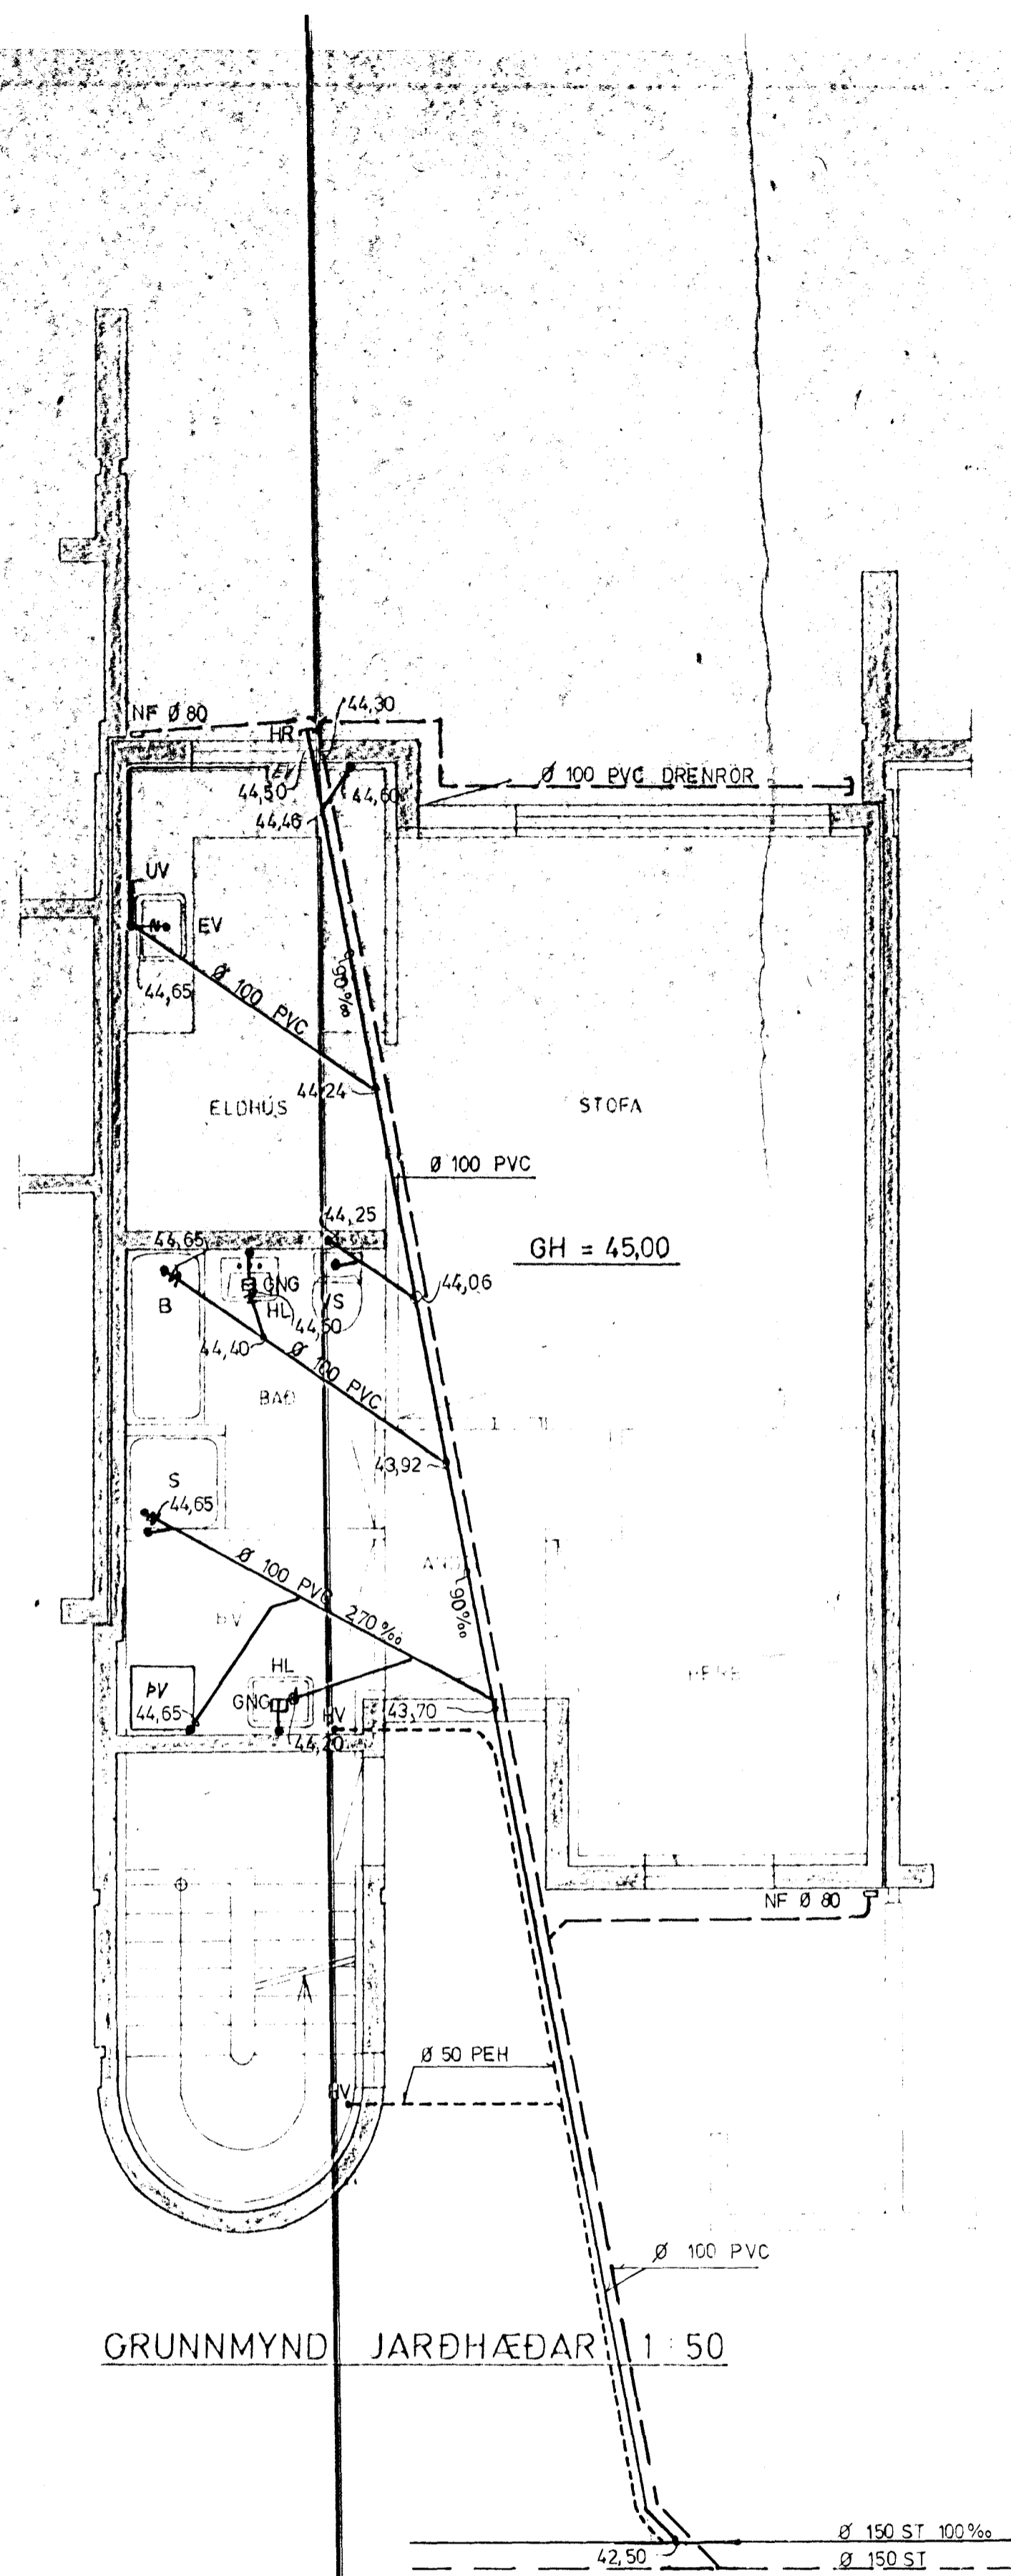 NF Ø 80
44,30
HR
EV
Ø 100 PVC DRENRÖR
44,50
44,60
44,46
UV
EV
44,65
Ø 100 PVC
90‰
44,24
ELDHÚS
STOFA
Ø 100 PVC
44,25
44,65
GH = 45,00
GNG
44,06
B
HL
VS
44,50
44,40
Ø 100 PVC
BAÐ
43,92
S
44,65
Ø 100 PVC 270‰
90‰
ÞV
HL
ÞV
GNG
44,65
HV
43,70
44,20
NF Ø 80
Ø 50 PEH
HV
Ø 100 PVC
GRUNNMYND JARÐHÆÐAR 1:50
Ø 150 ST 100‰
42,50
Ø 150 ST